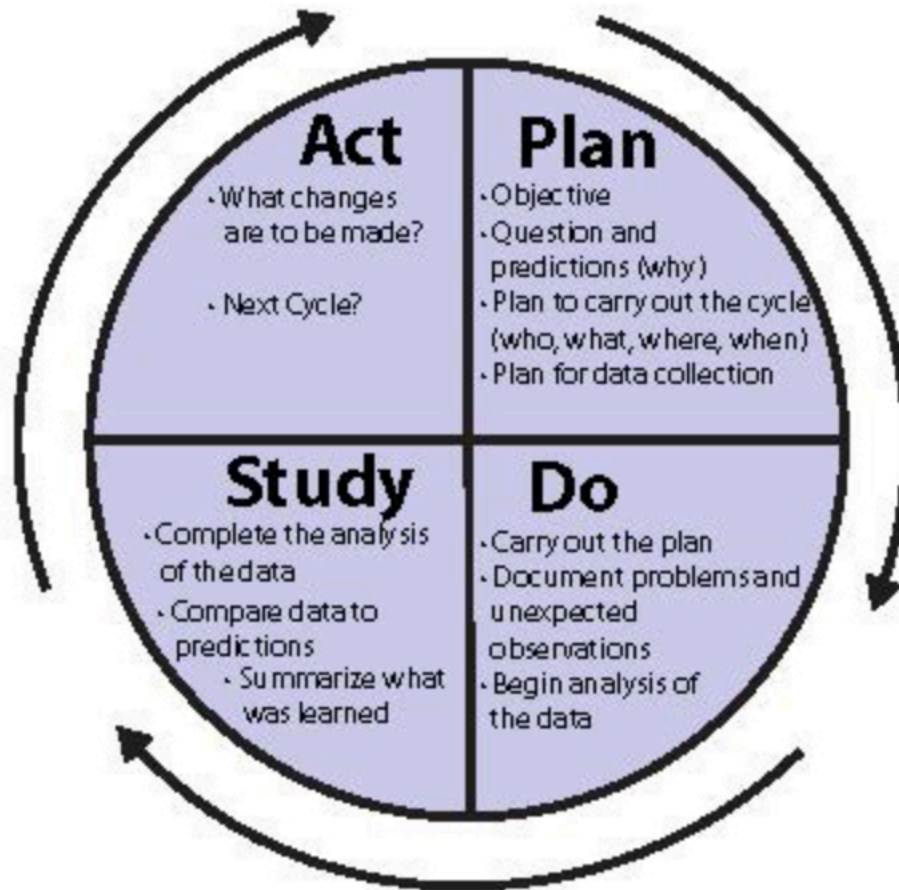 Act
· What changes
are to be made?
· Next Cycle?
Plan
· Objective
· Question and
predictions (why)
· Plan to carry out the cycle
(who, what, where, when)
· Plan for data collection
Study
· Complete the analysis
of the data
· Compare data to
predictions
· Summarize what
was learned
Do
· Carry out the plan
· Document problems and
unexpected
observations
· Begin analysis of
the data